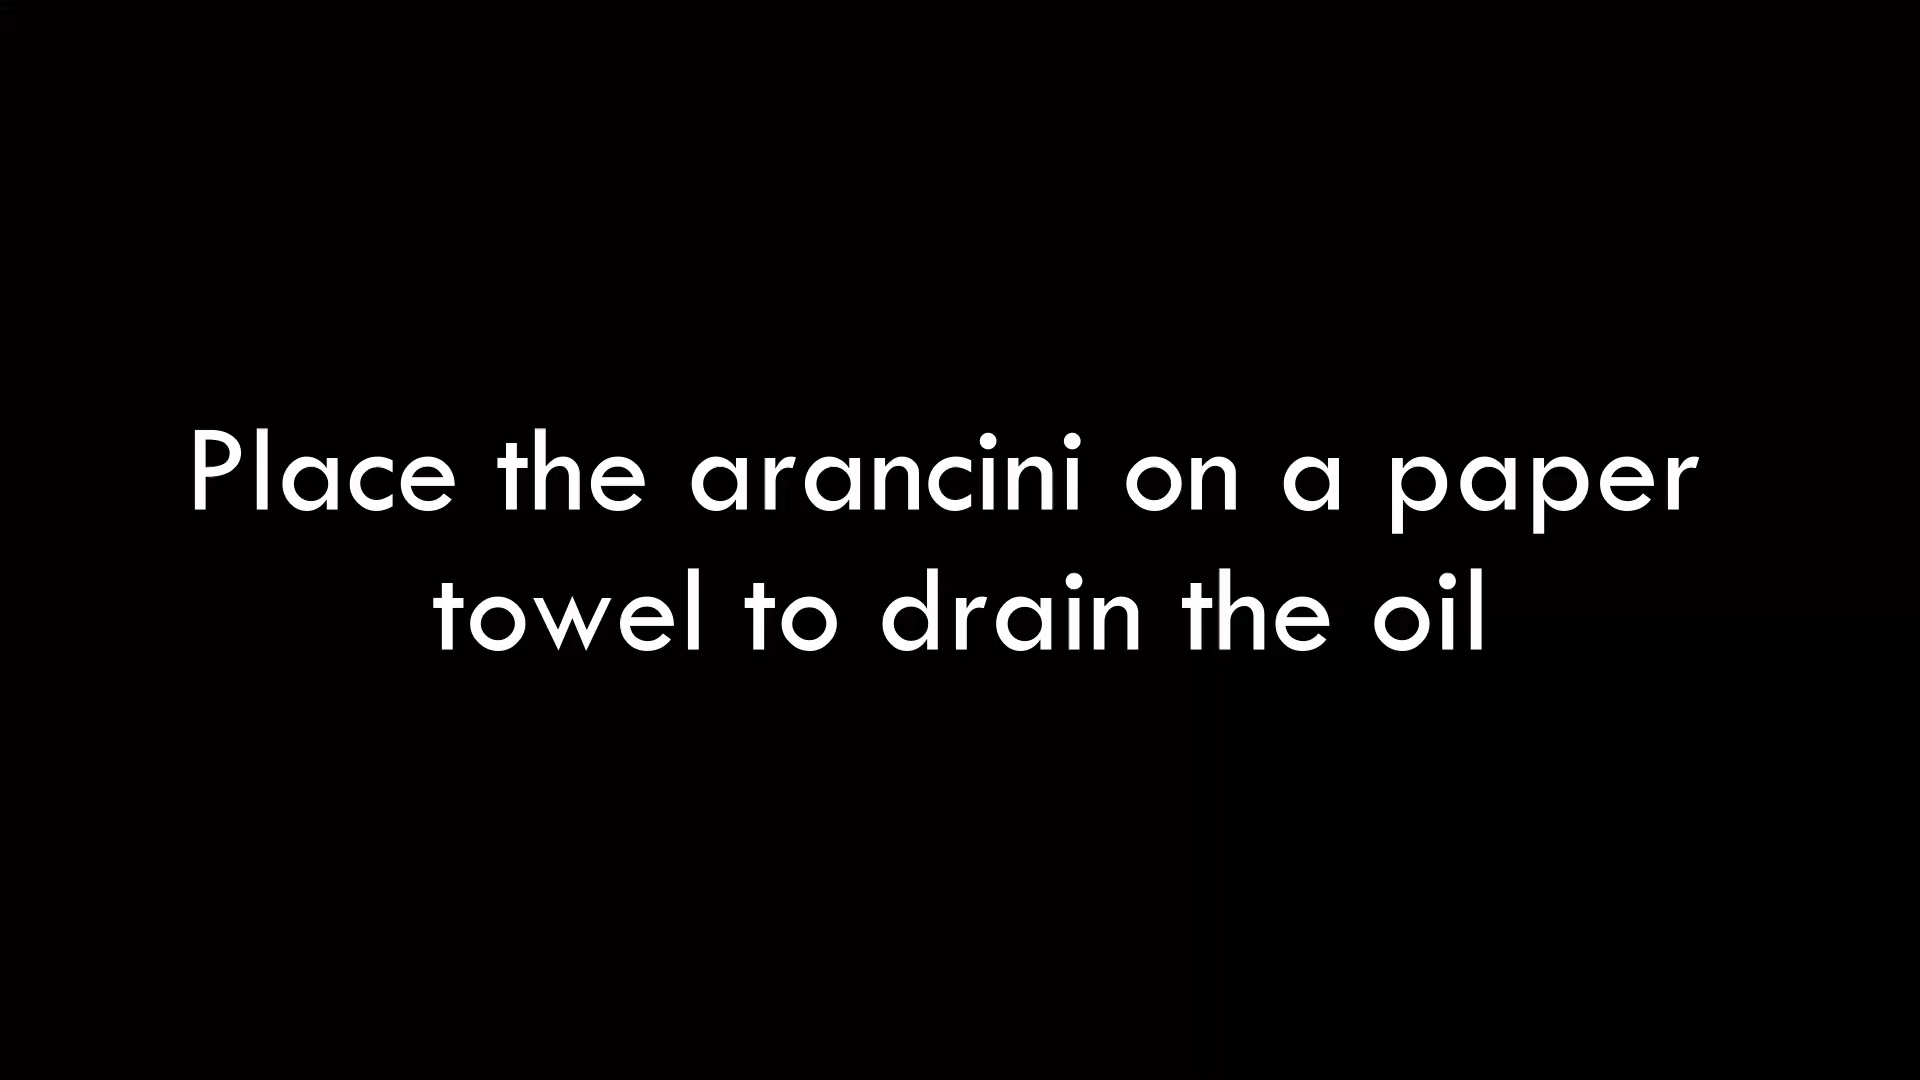 Place the arancini on a paper
towel to drain the oil